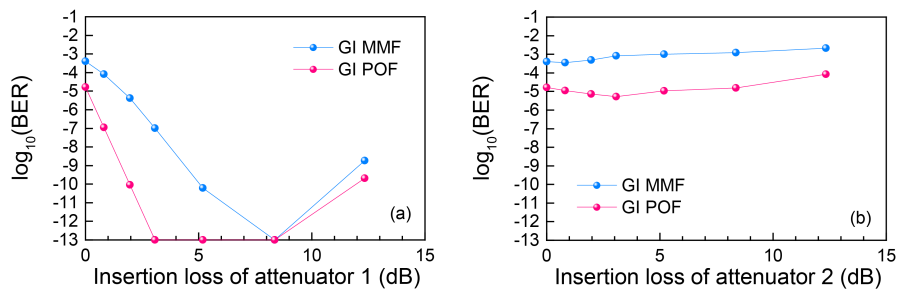 -1
-2
-3
-4
-5
-6
-7
-8
-9
-10
-11
-12
-13
log10(BER)
GI MMF
GI POF
(a)
0 5 10 15
Insertion loss of attenuator 1 (dB)
-1
-2
-3
-4
-5
-6
-7
-8
-9
-10
-11
-12
-13
log10(BER)
GI MMF
GI POF
(b)
0 5 10 15
Insertion loss of attenuator 2 (dB)